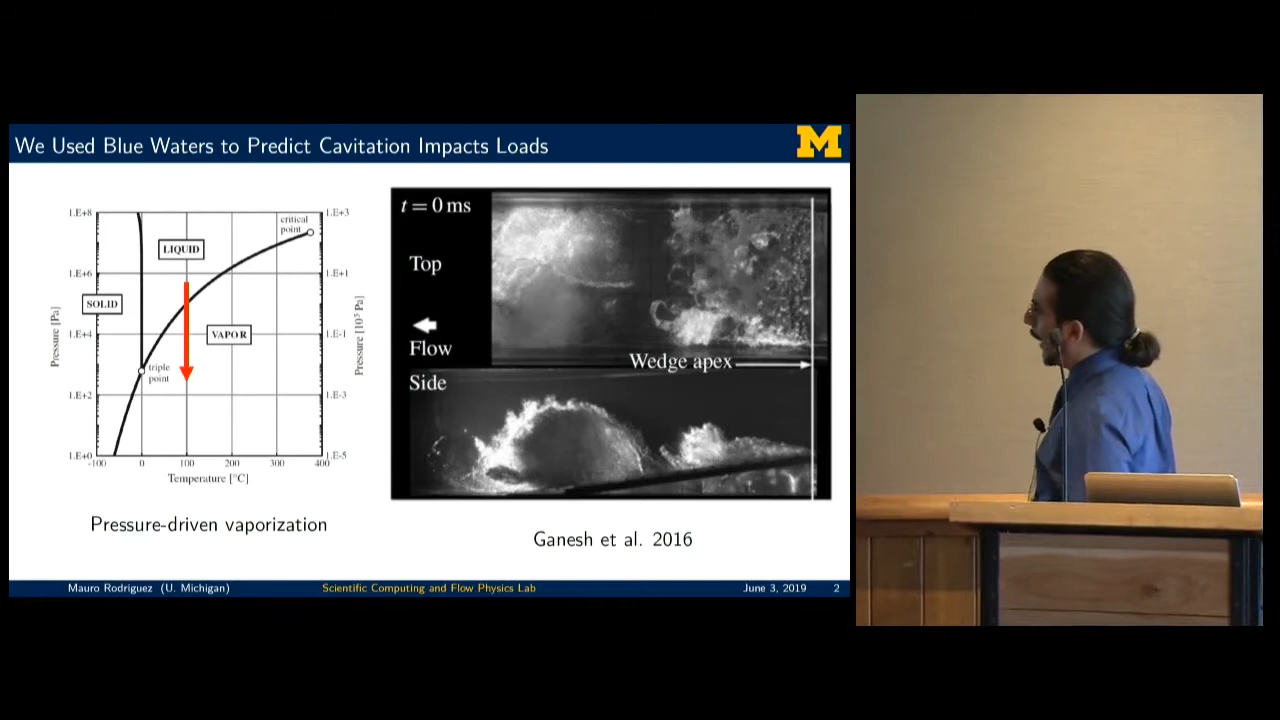 We Used Blue Waters to Predict Cavitation Impacts Loads
M
1.E+8
1.E+6
1.E+4
1.E+2
1.E+0
Pressure [Pa]
1.E+3
1.E+1
1.E-1
1.E-3
1.E-5
Pressure [10⁵ Pa]
critical
point
LIQUID
SOLID
VAPOR
triple
point
-100 0 100 200 300 400
Temperature [°C]
Pressure-driven vaporization
t = 0 ms
Top
Flow
Wedge apex
Side
Ganesh et al. 2016
Mauro Rodriguez (U. Michigan) Scientific Computing and Flow Physics Lab June 3, 2019 2